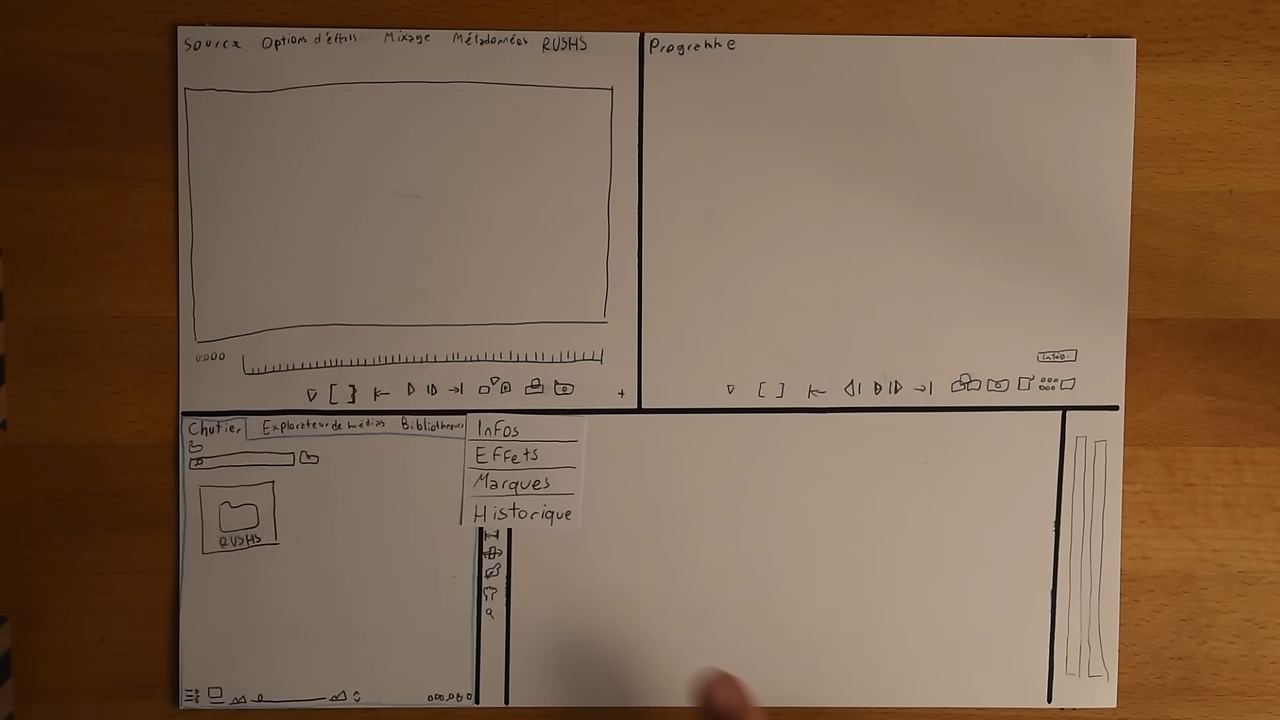 Source Options d'effets Mixage Métadonnées RUSHS
Programme
0:000
Infos
Chutier Explorateur de médias Bibliothèques
Infos
Effets
Marques
Historique
RUSHS